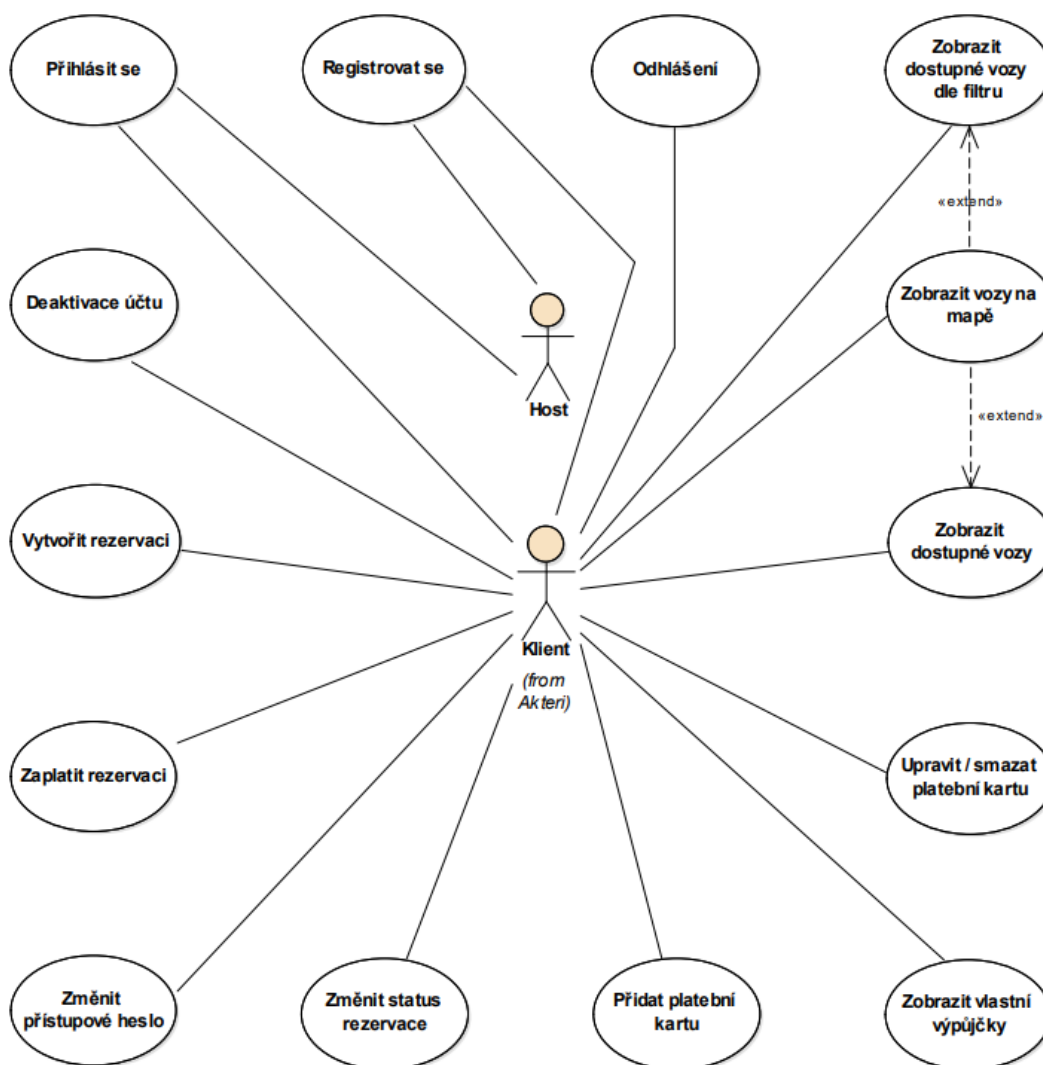 Přihlásit se
Registrovat se
Odhlášení
Zobrazit
dostupné vozy
dle filtru
«extend»
Deaktivace účtu
Zobrazit vozy na
mapě
Host
«extend»
Vytvořit rezervaci
Zobrazit
dostupné vozy
Klient
(from
Akteri)
Zaplatit rezervaci
Upravit / smazat
platební kartu
Změnit
přístupové heslo
Změnit status
rezervace
Přidat platební
kartu
Zobrazit vlastní
výpůjčky